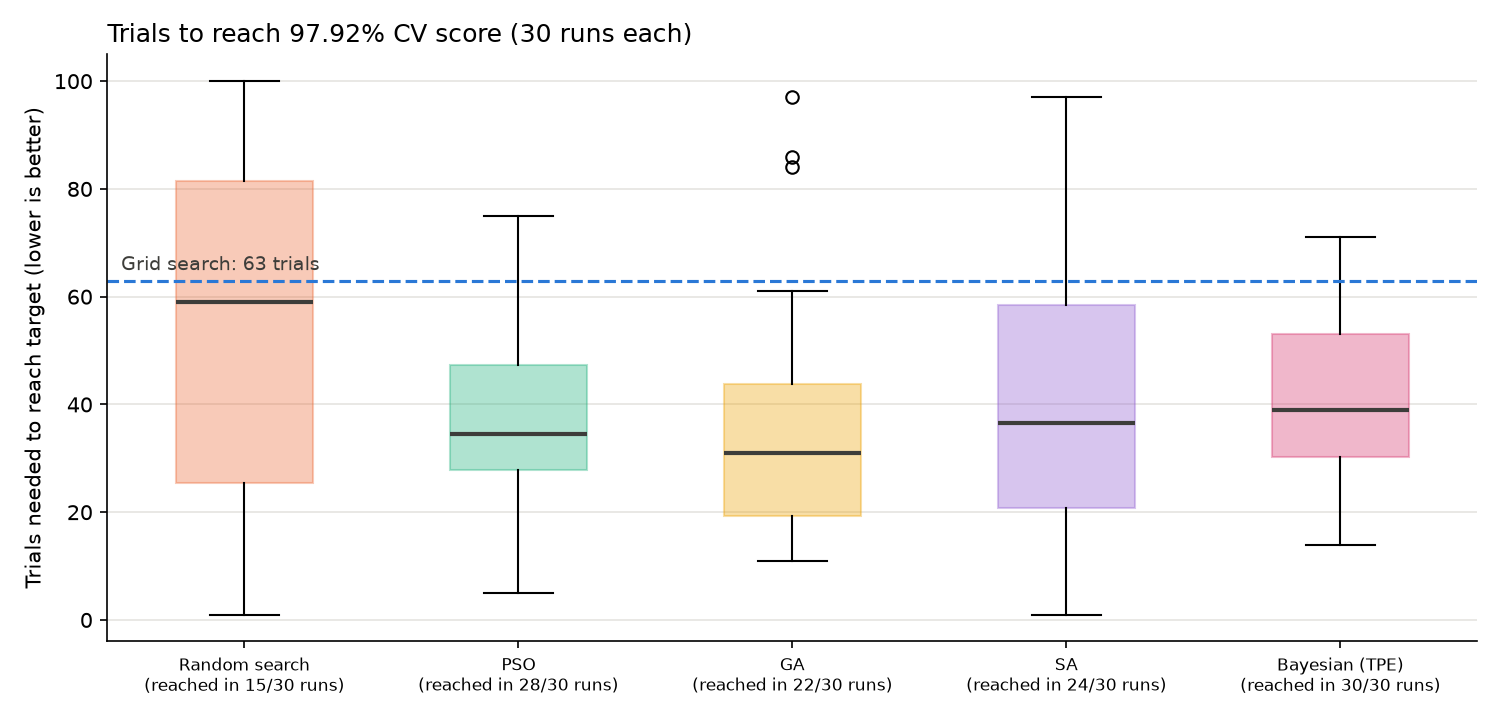 Trials to reach 97.92% CV score (30 runs each)
Trials needed to reach target (lower is better)
100
80
60
40
20
0
Grid search: 63 trials
Random search
(reached in 15/30 runs)
PSO
(reached in 28/30 runs)
GA
(reached in 22/30 runs)
SA
(reached in 24/30 runs)
Bayesian (TPE)
(reached in 30/30 runs)